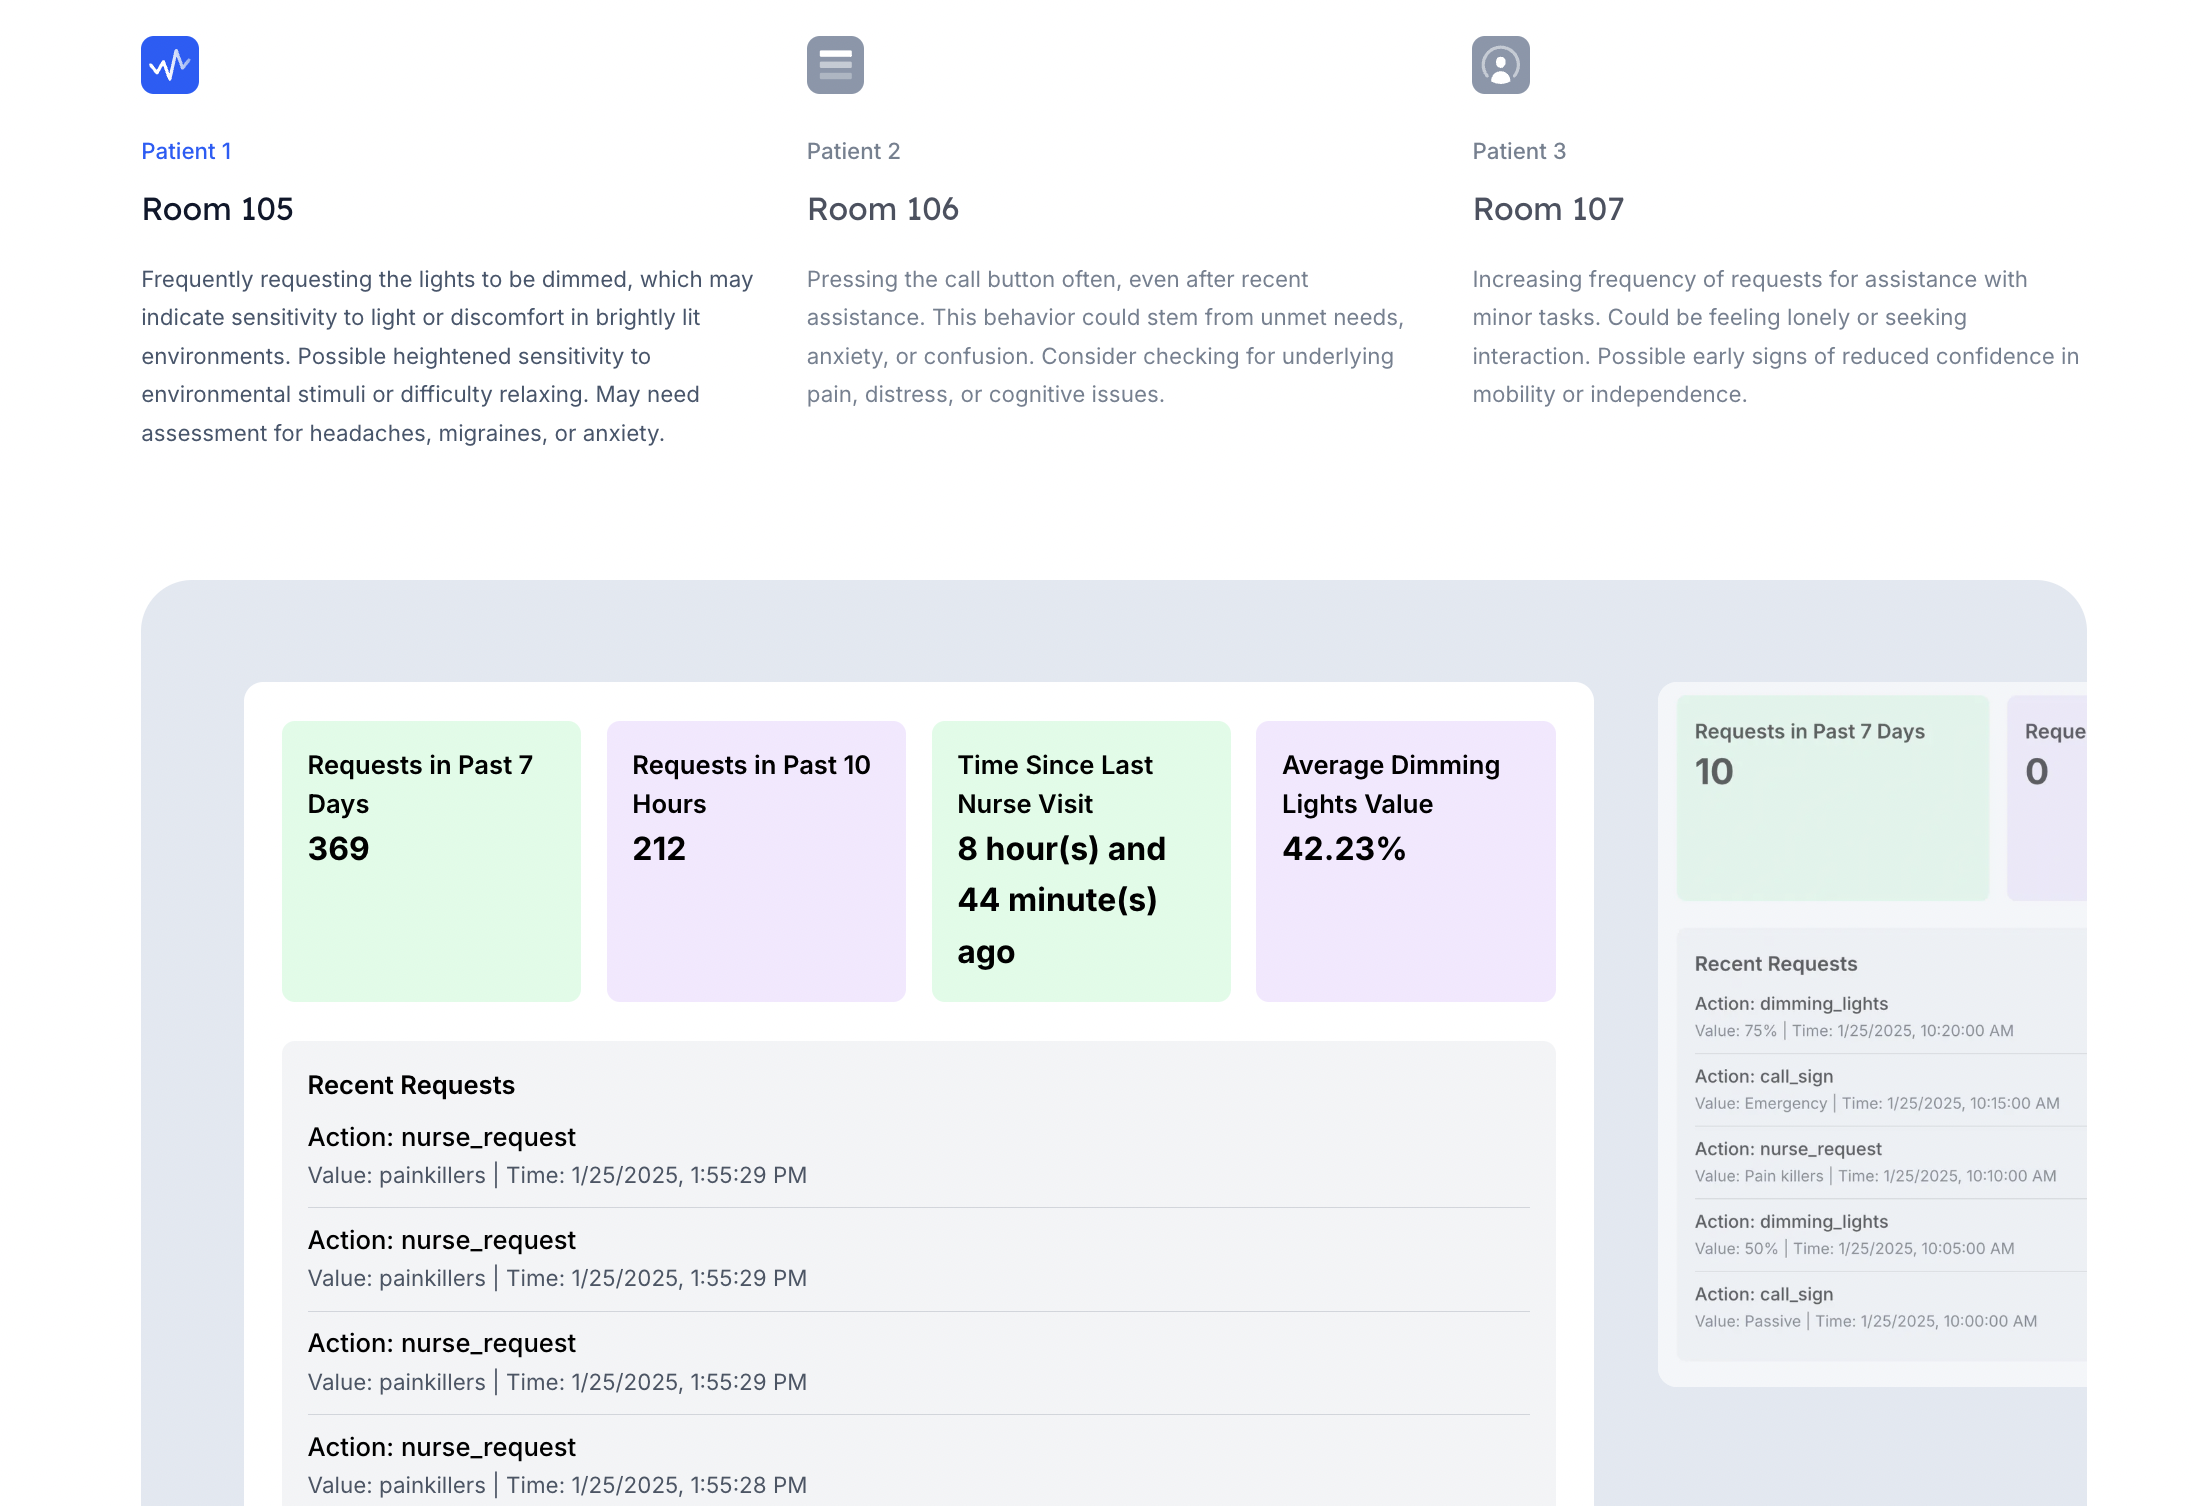 Patient 1
Room 105
Frequently requesting the lights to be dimmed, which may
indicate sensitivity to light or discomfort in brightly lit
environments. Possible heightened sensitivity to
environmental stimuli or difficulty relaxing. May need
assessment for headaches, migraines, or anxiety.
Patient 2
Room 106
Pressing the call button often, even after recent
assistance. This behavior could stem from unmet needs,
anxiety, or confusion. Consider checking for underlying
pain, distress, or cognitive issues.
Patient 3
Room 107
Increasing frequency of requests for assistance with
minor tasks. Could be feeling lonely or seeking
interaction. Possible early signs of reduced confidence in
mobility or independence.
Requests in Past 7
Days
369
Requests in Past 10
Hours
212
Time Since Last
Nurse Visit
8 hour(s) and
44 minute(s)
ago
Average Dimming
Lights Value
42.23%
Recent Requests
Action: nurse_request
Value: painkillers | Time: 1/25/2025, 1:55:29 PM
Action: nurse_request
Value: painkillers | Time: 1/25/2025, 1:55:29 PM
Action: nurse_request
Value: painkillers | Time: 1/25/2025, 1:55:29 PM
Action: nurse_request
Value: painkillers | Time: 1/25/2025, 1:55:28 PM
Requests in Past 7 Days
10
Reque
0
Recent Requests
Action: dimming_lights
Value: 75% | Time: 1/25/2025, 10:20:00 AM
Action: call_sign
Value: Emergency | Time: 1/25/2025, 10:15:00 AM
Action: nurse_request
Value: Pain killers | Time: 1/25/2025, 10:10:00 AM
Action: dimming_lights
Value: 50% | Time: 1/25/2025, 10:05:00 AM
Action: call_sign
Value: Passive | Time: 1/25/2025, 10:00:00 AM